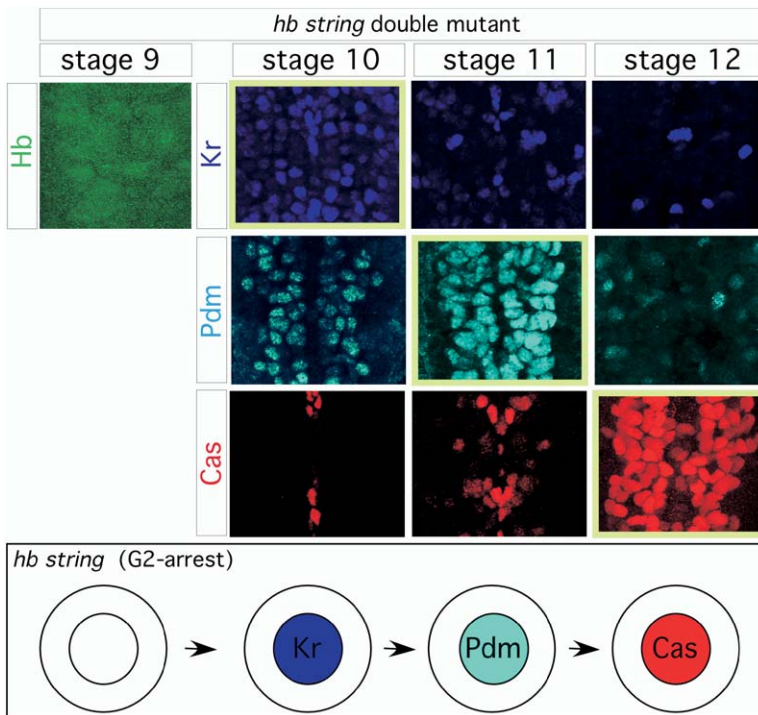 hb string double mutant
stage 9 stage 10 stage 11 stage 12
Hb Kr
Pdm
Cas
hb string (G2-arrest)
Kr Pdm Cas